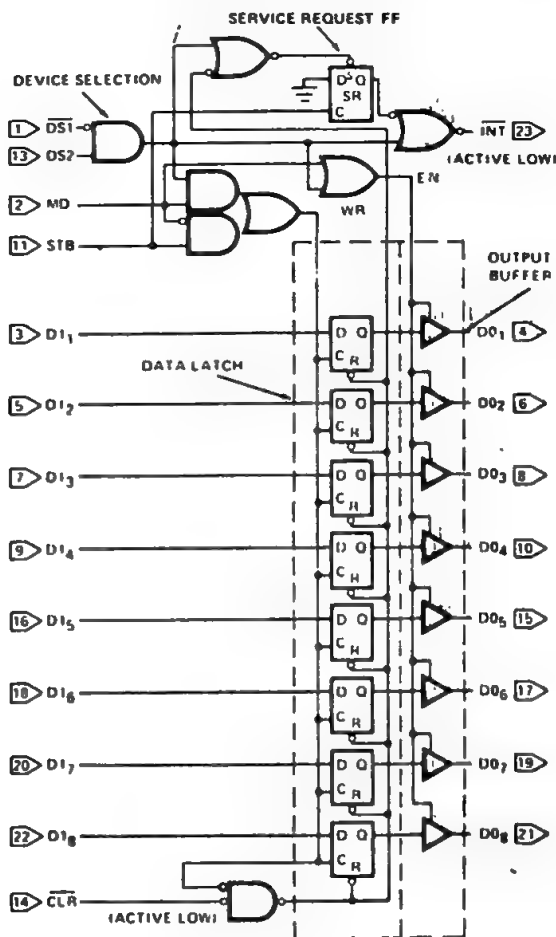 SERVICE REQUEST FF
DEVICE SELECTION
D S Q
SR
C
1 DS1
13 DS2
INT 23
(ACTIVE LOW)
2 MD
EN
WR
11 STB
OUTPUT
BUFFER
3 DI1 D Q DO1 4
C R
DATA LATCH
5 DI2 D Q DO2 6
C R
7 DI3 D Q DO3 8
C R
9 DI4 D Q DO4 10
C R
16 DI5 D Q DO5 15
C R
18 DI6 D Q DO6 17
C R
20 DI7 D Q DO7 19
C R
22 DI8 D Q DO8 21
C R
14 CLR
(ACTIVE LOW)